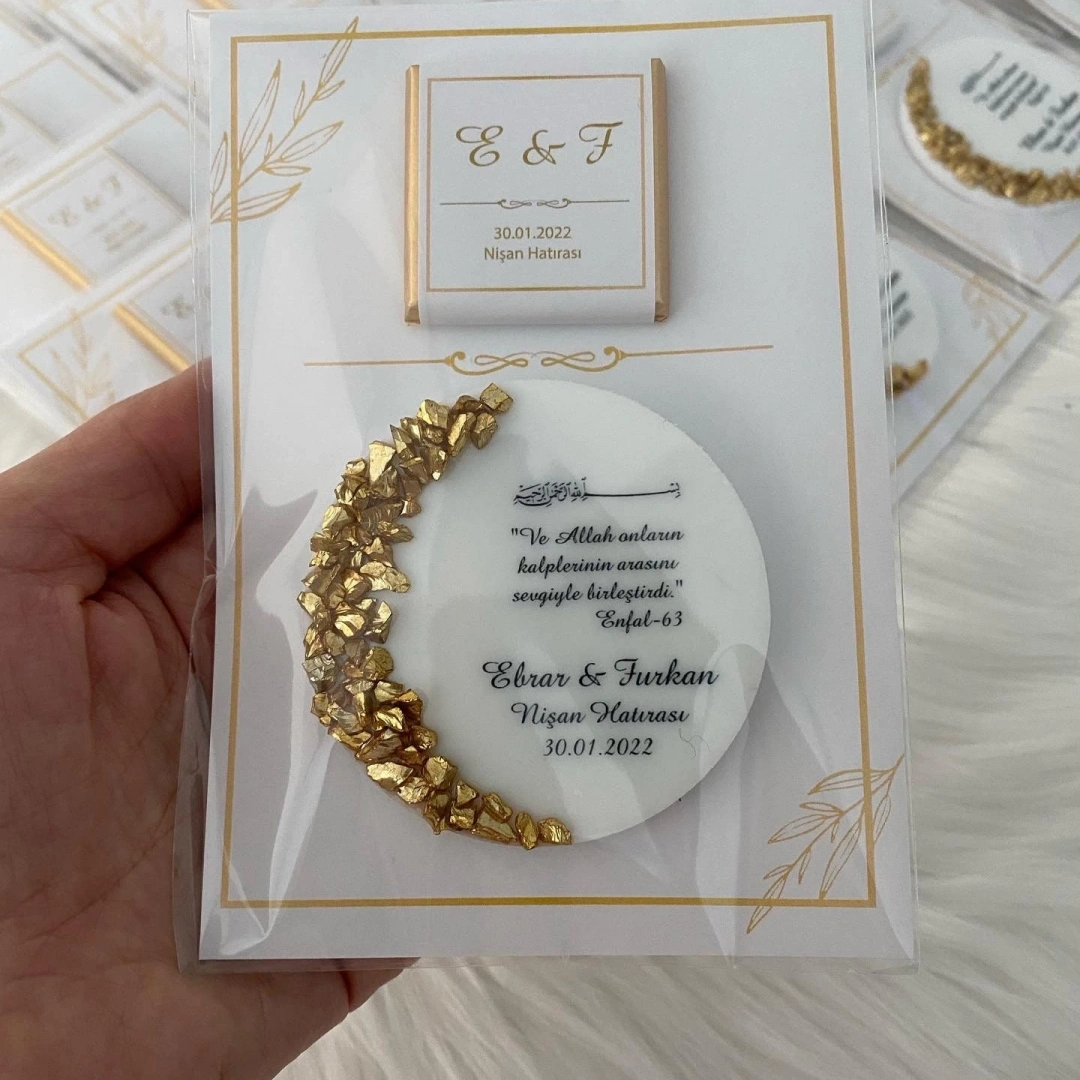 E & F
30.01.2022
Nişan Hatırası
بسم الله الرحمن الرحيم
"Ve Allah onların
kalplerinin arasını
sevgiyle birleştirdi."
Enfal-63
Ebrar & Furkan
Nişan Hatırası
30.01.2022
E & F